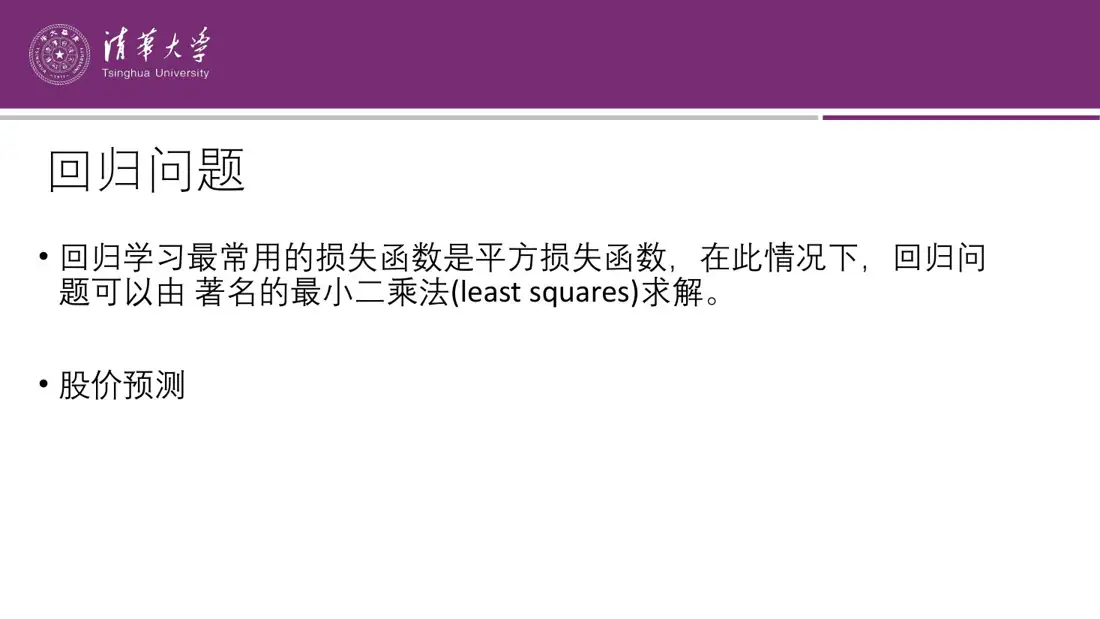 清华大学
Tsinghua University
回归问题
• 回归学习最常用的损失函数是平方损失函数，在此情况下，回归问
题可以由 著名的最小二乘法(least squares)求解。
• 股价预测